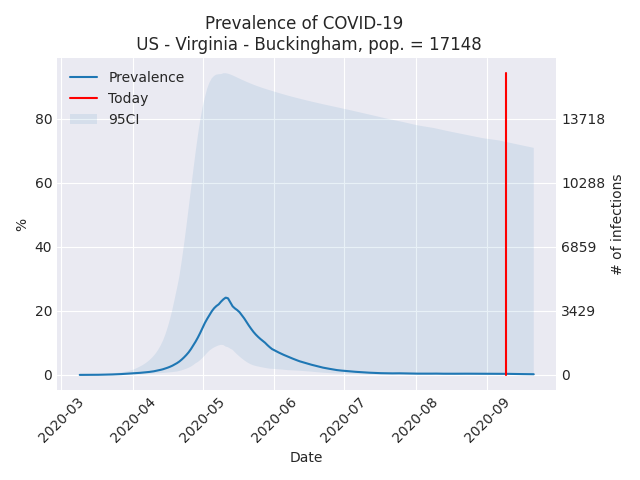 Prevalence of COVID-19
US - Virginia - Buckingham, pop. = 17148
Prevalence
Today
95CI
80
60
40
20
0
%
13718
10288
6859
3429
0
# of infections
2020-03
2020-04
2020-05
2020-06
2020-07
2020-08
2020-09
Date